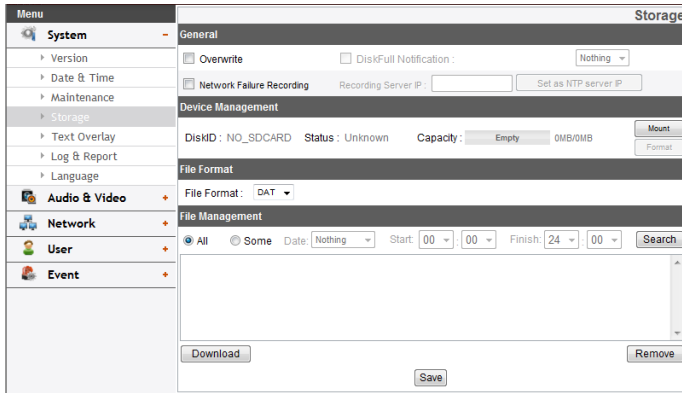 Menu
Storage
System -
Version
Date & Time
Maintenance
Storage
Text Overlay
Log & Report
Language
Audio & Video +
Network +
User +
Event +
General
Overwrite DiskFull Notification : Nothing
Network Failure Recording Recording Server IP : Set as NTP server IP
Device Management
DiskID : NO_SDCARD Status : Unknown Capacity : Empty 0MB/0MB Mount
Format
File Format
File Format : DAT
File Management
All Some Date: Nothing Start: 00 : 00 Finish: 24 : 00 Search
Download Remove
Save